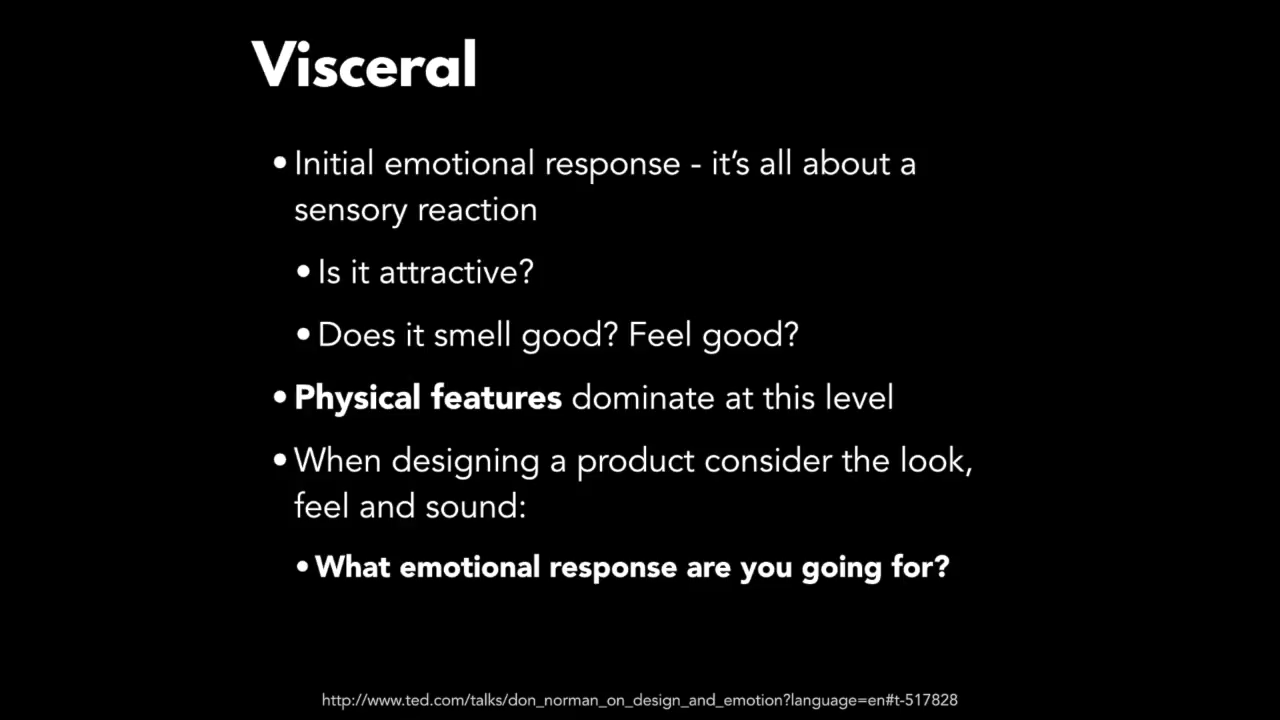 Visceral
• Initial emotional response - it’s all about a
sensory reaction
• Is it attractive?
• Does it smell good? Feel good?
• Physical features dominate at this level
• When designing a product consider the look,
feel and sound:
• What emotional response are you going for?
http://www.ted.com/talks/don_norman_on_design_and_emotion?language=en#t-517828